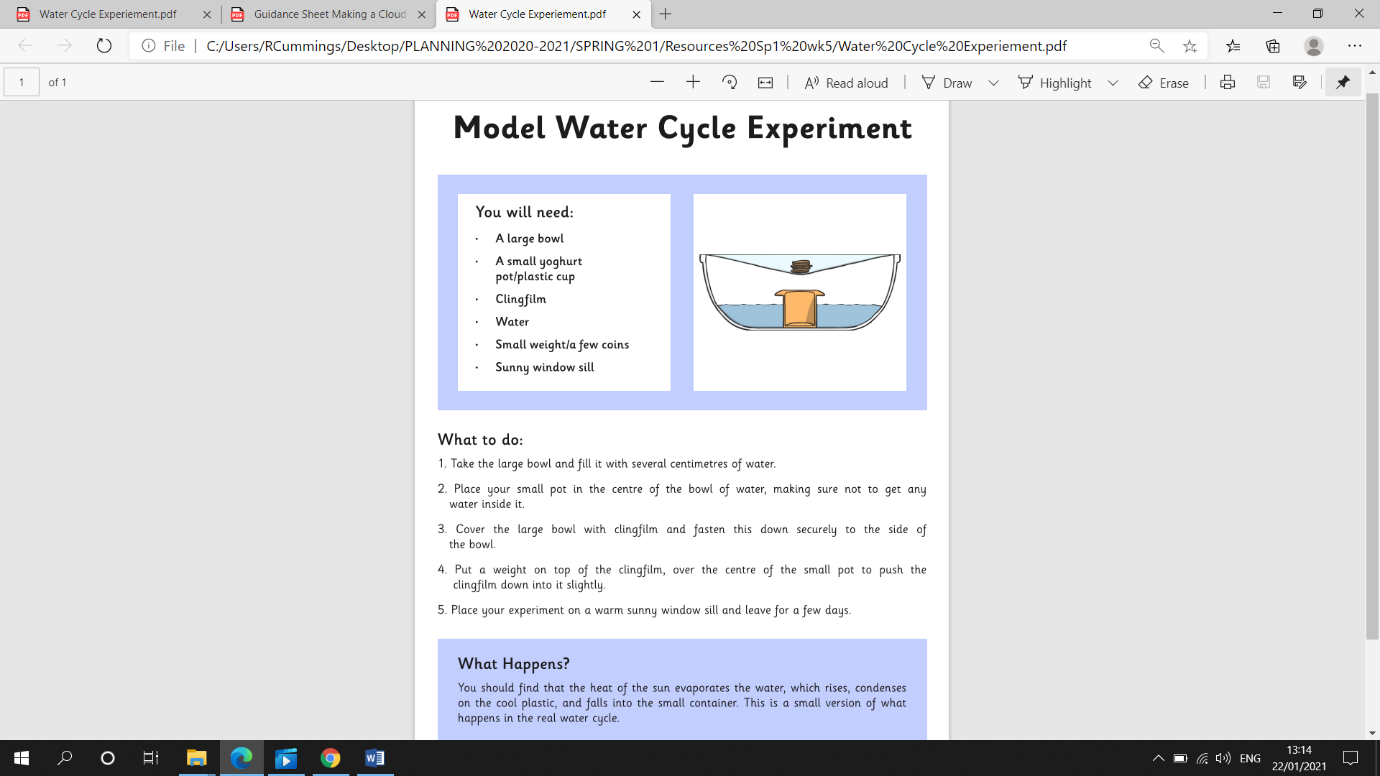 Water Cycle Experiement.pdf
Guidance Sheet Making a Cloud
Water Cycle Experiement.pdf
File
C:/Users/RCummings/Desktop/PLANNING%202020-2021/SPRING%201/Resources%20Sp1%20wk5/Water%20Cycle%20Experiement.pdf
1 of 1
Read aloud
Draw
Highlight
Erase
Model Water Cycle Experiment
You will need:
· A large bowl
· A small yoghurt
pot/plastic cup
· Clingfilm
· Water
· Small weight/a few coins
· Sunny window sill
What to do:
1. Take the large bowl and fill it with several centimetres of water.
2. Place your small pot in the centre of the bowl of water, making sure not to get any
water inside it.
3. Cover the large bowl with clingfilm and fasten this down securely to the side of
the bowl.
4. Put a weight on top of the clingfilm, over the centre of the small pot to push the
clingfilm down into it slightly.
5. Place your experiment on a warm sunny window sill and leave for a few days.
What Happens?
You should find that the heat of the sun evaporates the water, which rises, condenses
on the cool plastic, and falls into the small container. This is a small version of what
happens in the real water cycle.
ENG
13:14
22/01/2021